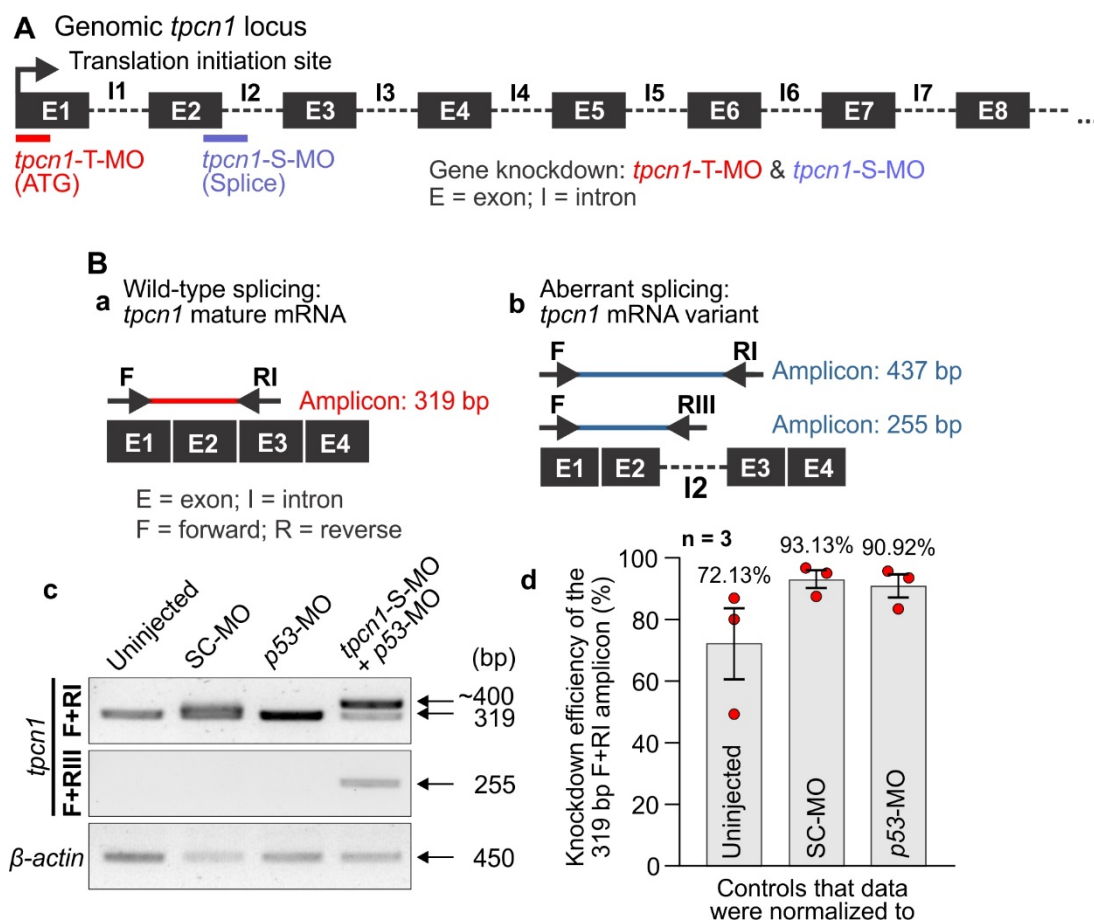 A Genomic tpcn1 locus
Translation initiation site
I1 I2 I3 I4 I5 I6 I7
E1 E2 E3 E4 E5 E6 E7 E8 ...
tpcn1-T-MO
(ATG)
tpcn1-S-MO
(Splice)
Gene knockdown: tpcn1-T-MO & tpcn1-S-MO
E = exon; I = intron
B
a Wild-type splicing:
tpcn1 mature mRNA
F RI
Amplicon: 319 bp
E1 E2 E3 E4
E = exon; I = intron
F = forward; R = reverse
b Aberrant splicing:
tpcn1 mRNA variant
F RI
Amplicon: 437 bp
F RIII
Amplicon: 255 bp
E1 E2 I2 E3 E4
c
Uninjected
SC-MO
p53-MO
tpcn1-S-MO
+ p53-MO
(bp)
tpcn1
F+RI
~400
319
F+RIII
255
β-actin
450
d
n = 3
Knockdown efficiency of the
319 bp F+RI amplicon (%)
100
80
60
40
20
0
72.13%
93.13%
90.92%
Uninjected
SC-MO
p53-MO
Controls that data
were normalized to